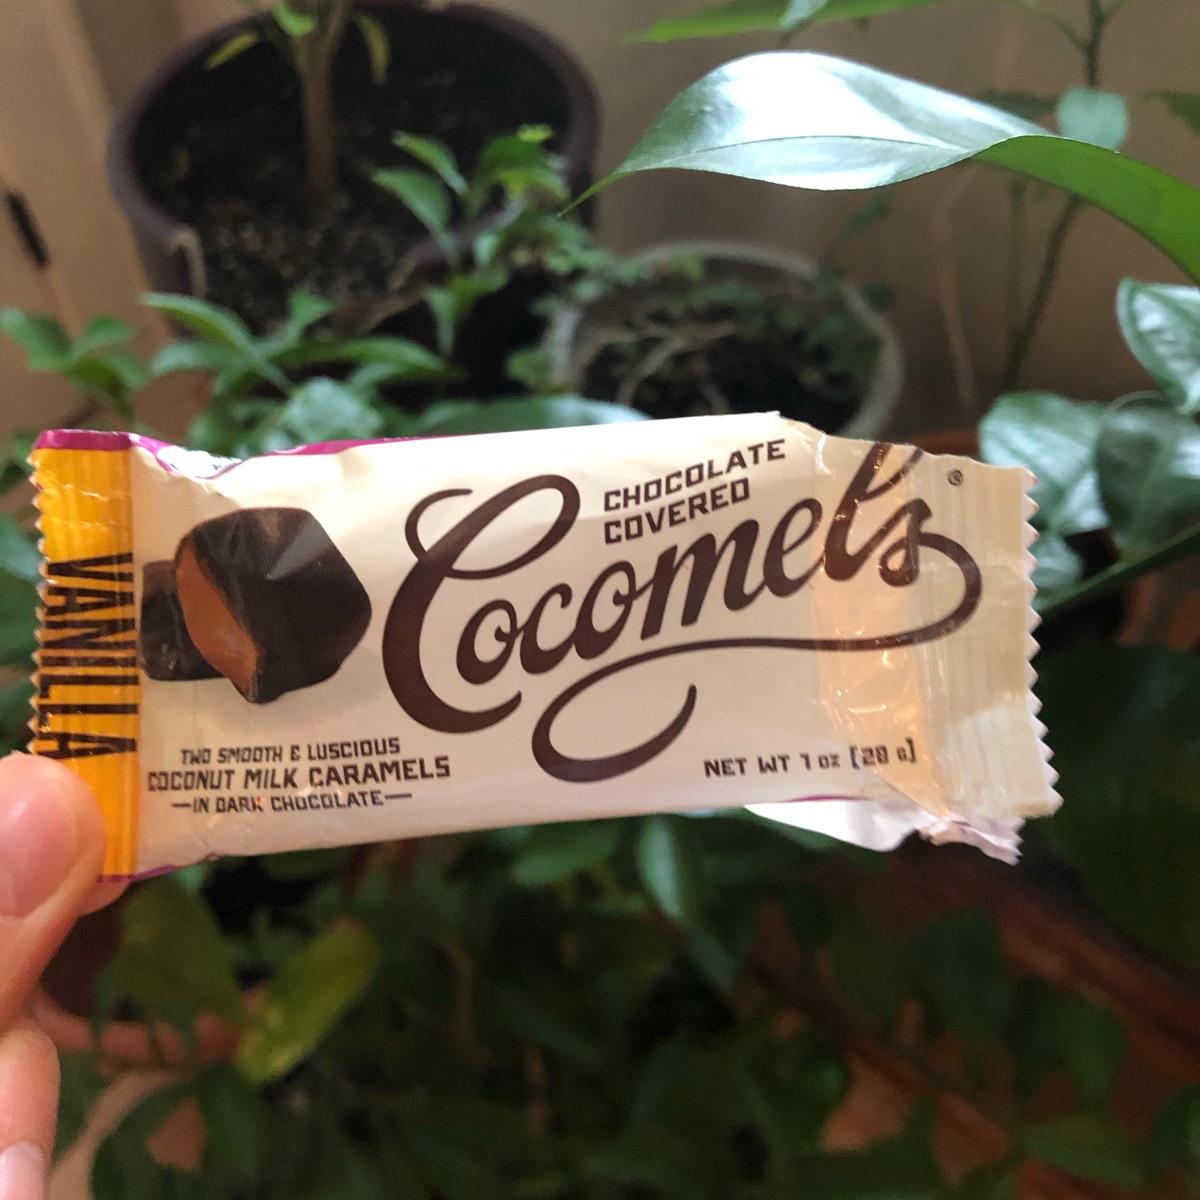 VANILLA
CHOCOLATE
COVERED
Cocomels®
TWO SMOOTH & LUSCIOUS
COCONUT MILK CARAMELS
—IN DARK CHOCOLATE—
NET WT 1 oz [28 g]